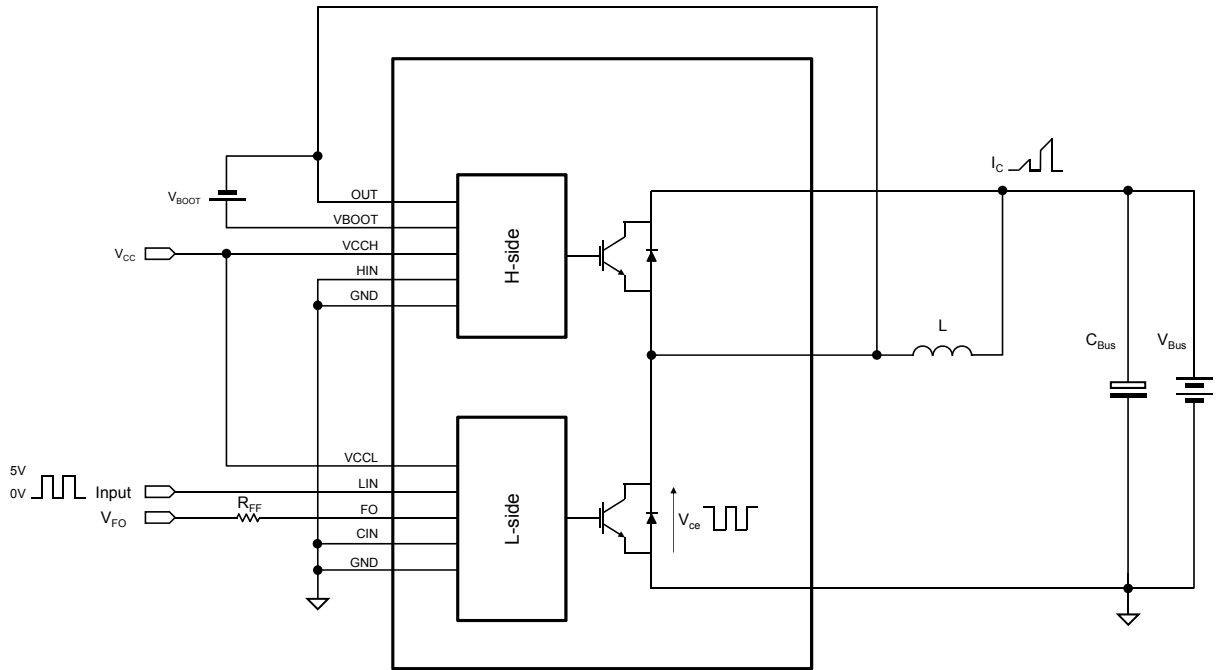 I_C
OUT
V_BOOT
VBOOT
V_CC
VCCH
HIN
GND
H-side
L
C_Bus
V_Bus
VCCL
5V
0V
Input
LIN
R_FF
V_FO
FO
CIN
GND
L-side
V_ce